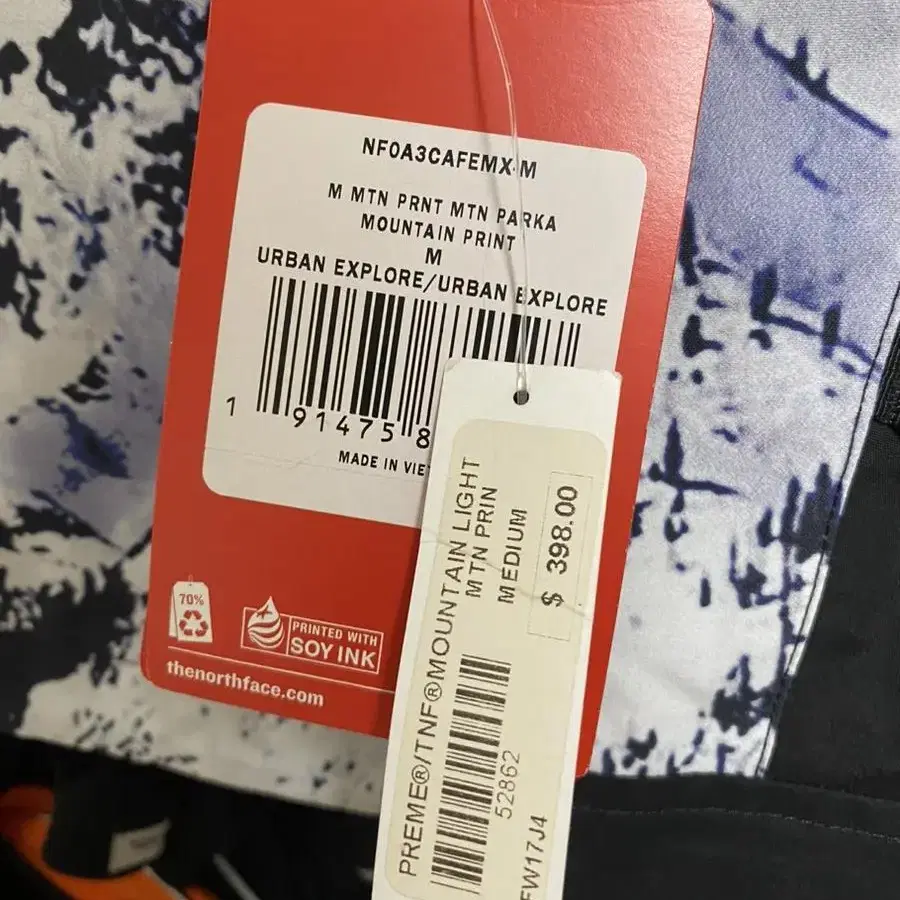 NF0A3CAFEMX-M
M MTN PRNT MTN PARKA
MOUNTAIN PRINT
M
URBAN EXPLORE/URBAN EXPLORE
1 91475 8
MADE IN VIET
70%
PRINTED WITH
SOY INK
thenorthface.com
PREME®/TNF®MOUNTAIN LIGHT
M TN PRIN
MEDIUM
$ 398.00
52862
FW17J4